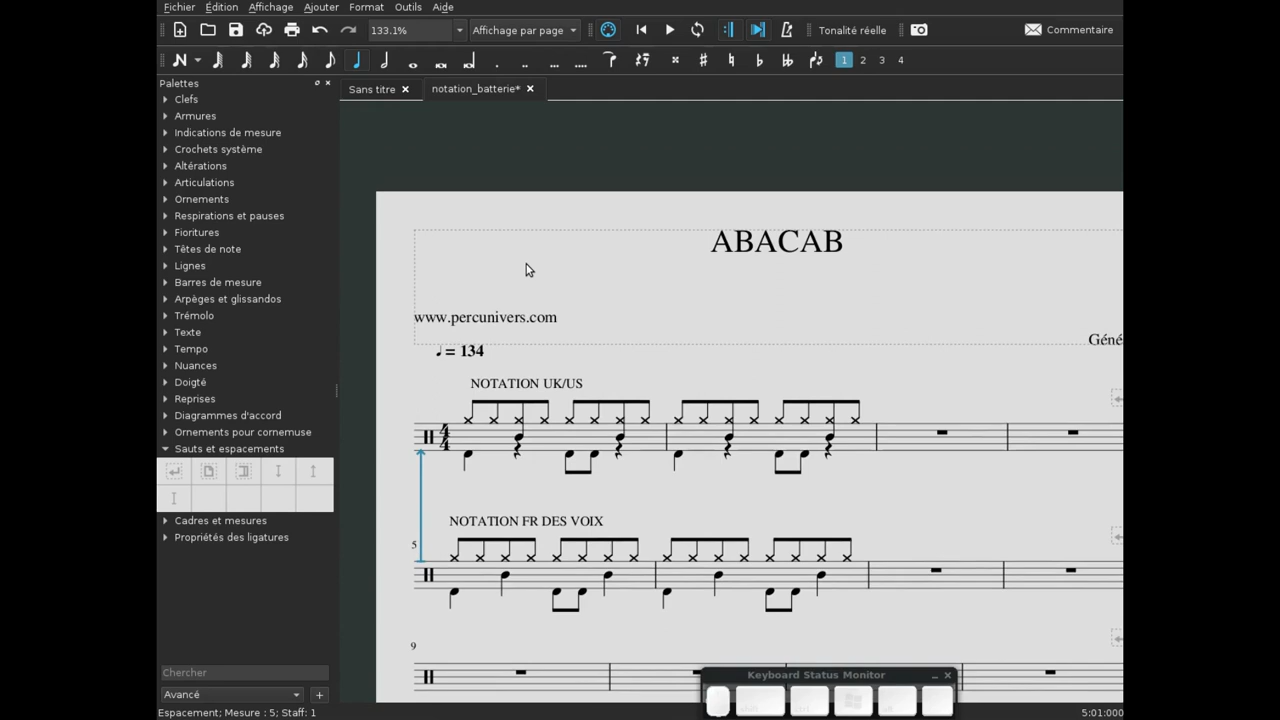 Fichier Édition Affichage Ajouter Format Outils Aide
133.1% Affichage par page Tonalité réelle Commentaire
1 2 3 4
Palettes
Sans titre notation_batterie*
Clefs
Armures
Indications de mesure
Crochets système
Altérations
Articulations
Ornements
Respirations et pauses
Fioritures
Têtes de note
Lignes
Barres de mesure
Arpèges et glissandos
Trémolo
Texte
Tempo
Nuances
Doigté
Reprises
Diagrammes d'accord
Ornements pour cornemuse
Sauts et espacements
Cadres et mesures
Propriétés des ligatures
Chercher
Avancé
Espacement; Mesure : 5; Staff: 1
ABACAB
www.percunivers.com
Géné
= 134
NOTATION UK/US
4
4
NOTATION FR DES VOIX
5
9
Keyboard Status Monitor
5:01:000